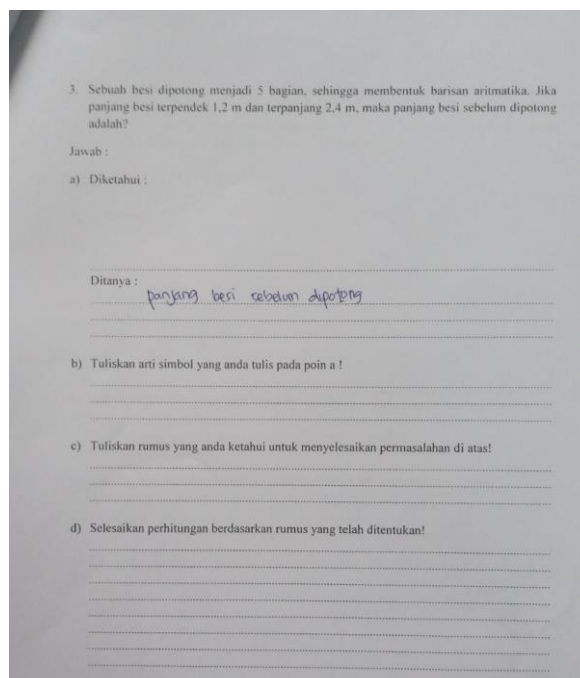 3. Sebuah besi dipotong menjadi 5 bagian, sehingga membentuk barisan aritmatika. Jika
panjang besi terpendek 1,2 m dan terpanjang 2,4 m, maka panjang besi sebelum dipotong
adalah?
Jawab :
a) Diketahui :
Ditanya :
panjang besi sebelum dipotong
b) Tuliskan arti simbol yang anda tulis pada poin a !
c) Tuliskan rumus yang anda ketahui untuk menyelesaikan permasalahan di atas!
d) Selesaikan perhitungan berdasarkan rumus yang telah ditentukan!